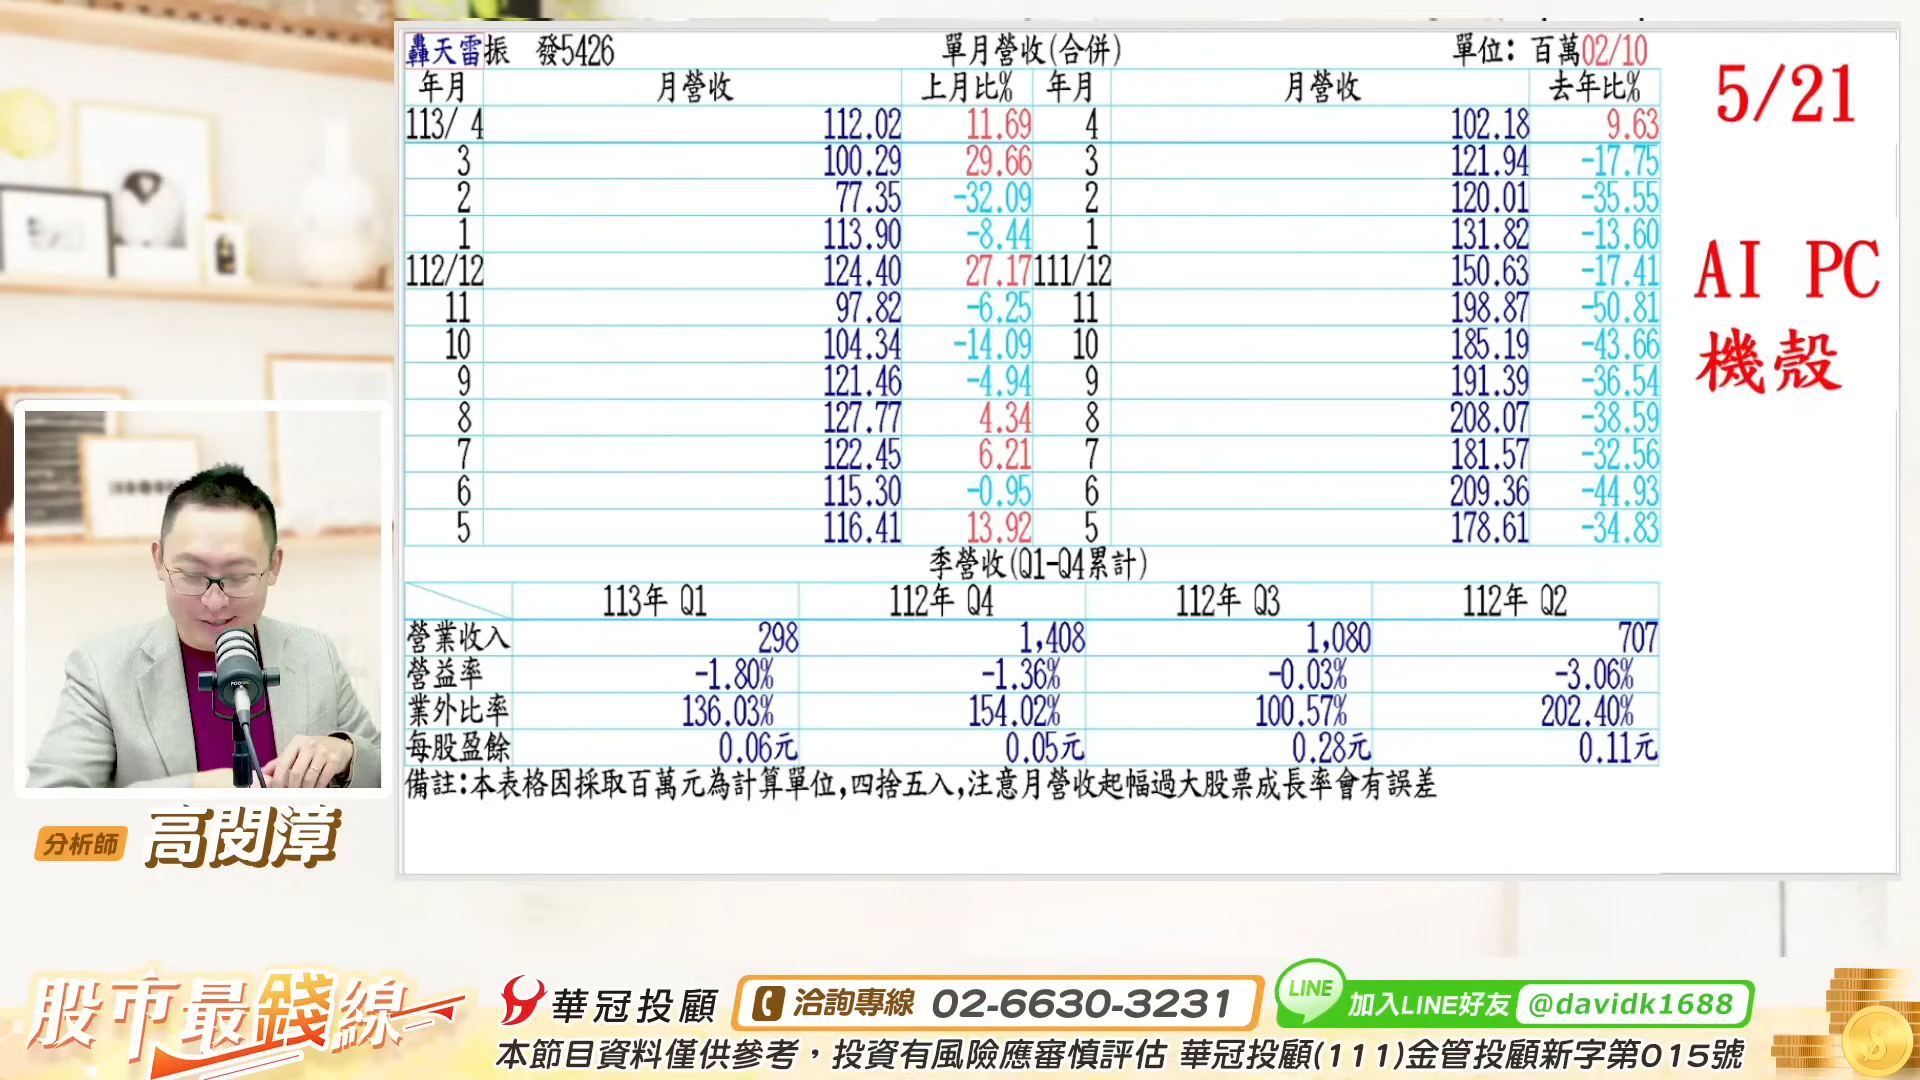 轟天雷振 發5426 單月營收(合併) 單位: 百萬02/10
年月 月營收 上月比% 年月 月營收 去年比%
113/ 4 112.02 11.69 4 102.18 9.63
3 100.29 29.66 3 121.94 -17.75
2 77.35 -32.09 2 120.01 -35.55
1 113.90 -8.44 1 131.82 -13.60
112/12 124.40 27.17 111/12 150.63 -17.41
11 97.82 -6.25 11 198.87 -50.81
10 104.34 -14.09 10 185.19 -43.66
9 121.46 -4.94 9 191.39 -36.54
8 127.77 4.34 8 208.07 -38.59
7 122.45 6.21 7 181.57 -32.56
6 115.30 -0.95 6 209.36 -44.93
5 116.41 13.92 5 178.61 -34.83
季營收(Q1-Q4累計)
113年 Q1 112年 Q4 112年 Q3 112年 Q2
營業收入 298 1,408 1,080 707
營益率 -1.80% -1.36% -0.03% -3.06%
業外比率 136.03% 154.02% 100.57% 202.40%
每股盈餘 0.06元 0.05元 0.28元 0.11元
備註:本表格因採取百萬元為計算單位,四捨五入,注意月營收起幅過大股票成長率會有誤差
5/21
AI PC
機殼
分析師 高閔漳
股市最錢線
華冠投顧 洽詢專線 02-6630-3231 LINE 加入LINE好友 @davidk1688
本節目資料僅供參考，投資有風險應審慎評估 華冠投顧(111)金管投顧新字第015號